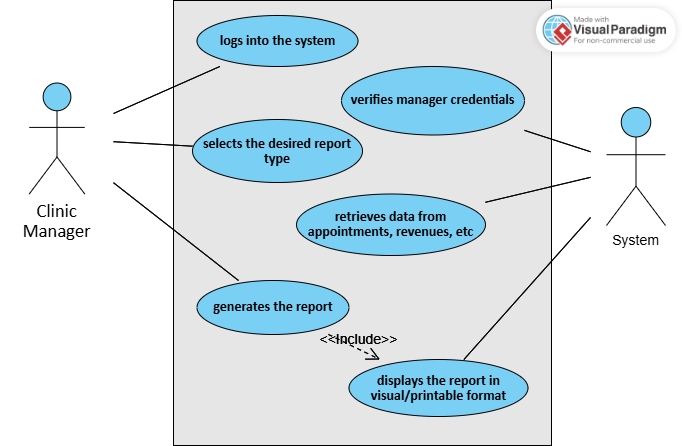 logs into the system
Made with
Visual Paradigm
For non-commercial use
verifies manager credentials
selects the desired report
type
Clinic
Manager
retrieves data from
appointments, revenues, etc
System
generates the report
<<Include>>
displays the report in
visual/printable format